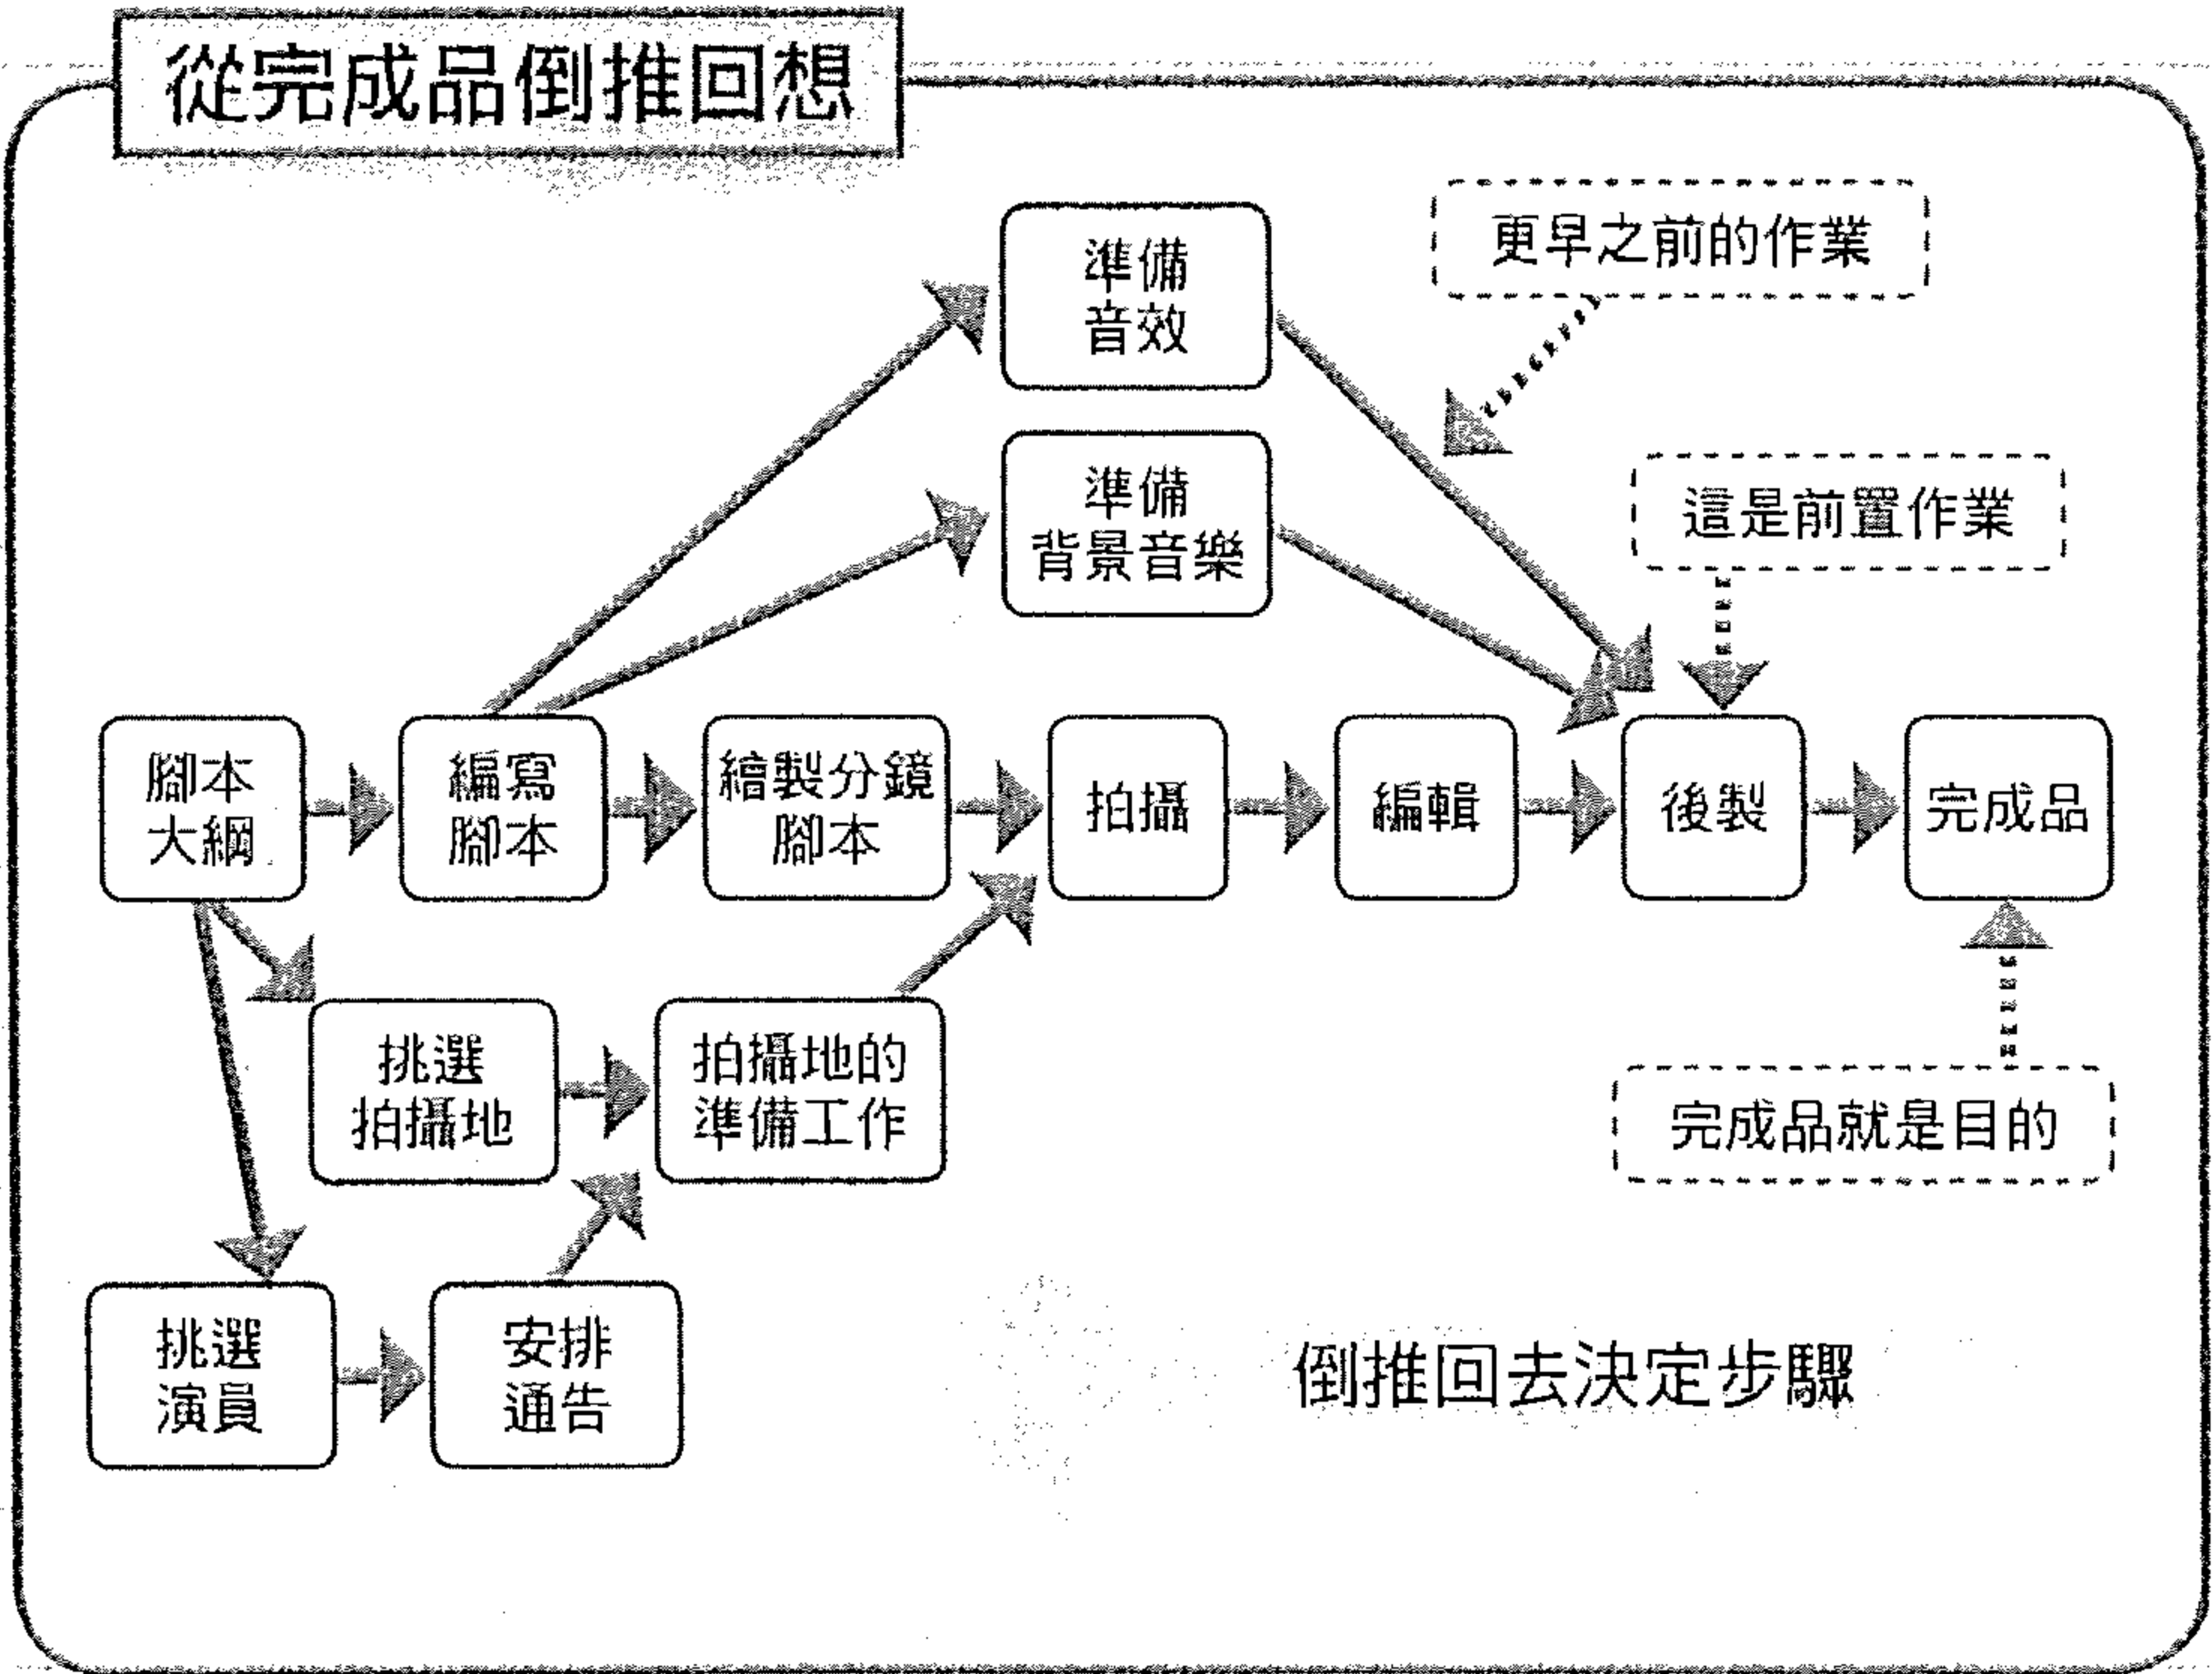 從完成品倒推回想
準備
音效
更早之前的作業
準備
背景音樂
這是前置作業
腳本
大綱
編寫
腳本
繪製分鏡
腳本
拍攝
編輯
後製
完成品
挑選
拍攝地
拍攝地的
準備工作
完成品就是目的
挑選
演員
安排
通告
倒推回去決定步驟